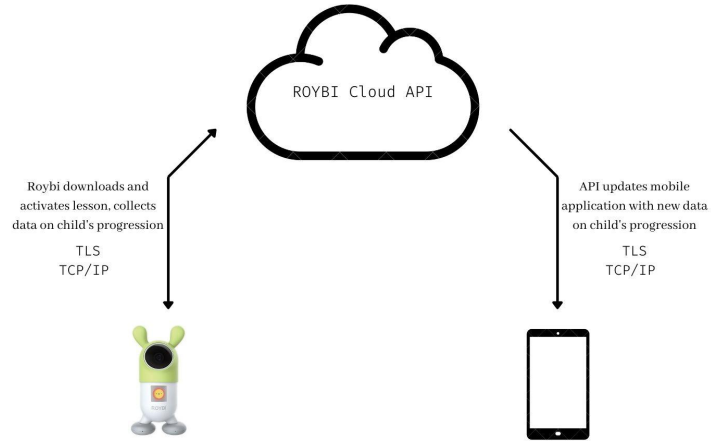 ROYBI Cloud API
Roybi downloads and
activates lesson, collects
data on child's progression
TLS
TCP/IP
API updates mobile
application with new data
on child's progression
TLS
TCP/IP
ROYBI